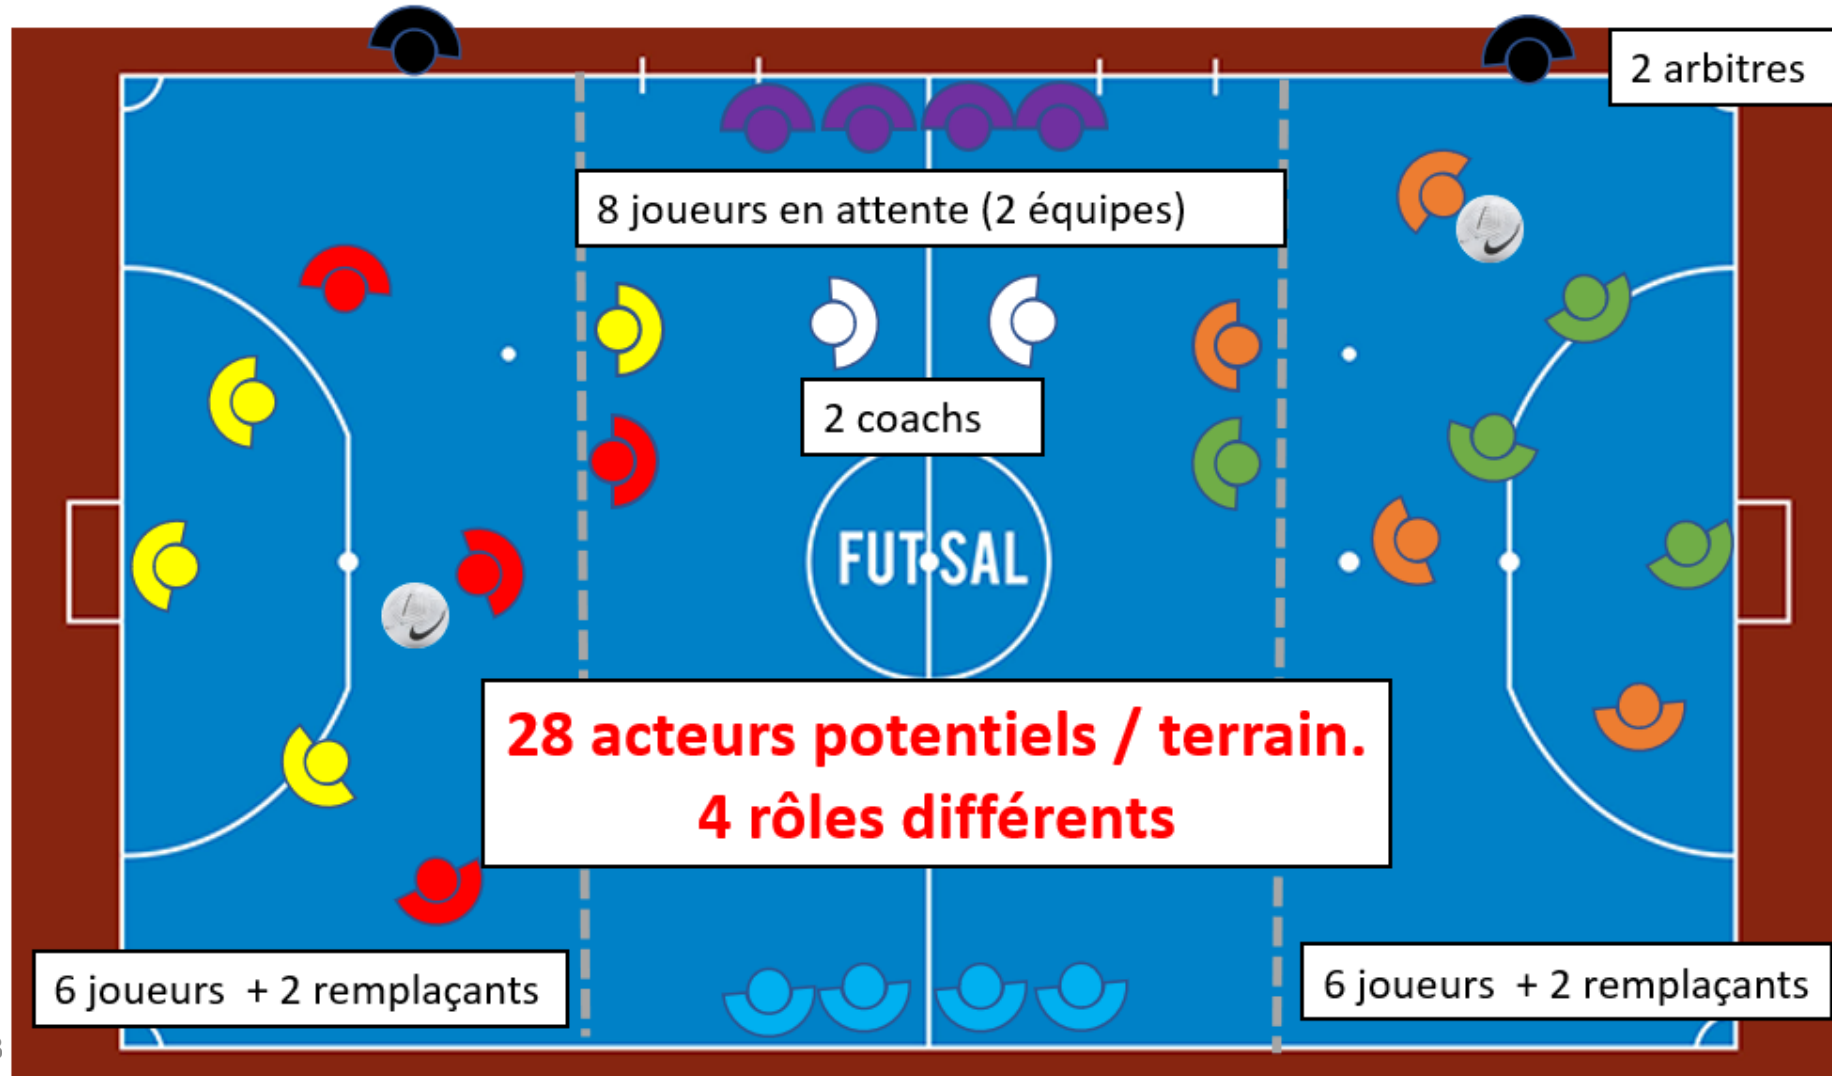 2 arbitres
8 joueurs en attente (2 équipes)
2 coachs
FUTSAL
28 acteurs potentiels / terrain.
4 rôles différents
6 joueurs + 2 remplaçants
6 joueurs + 2 remplaçants